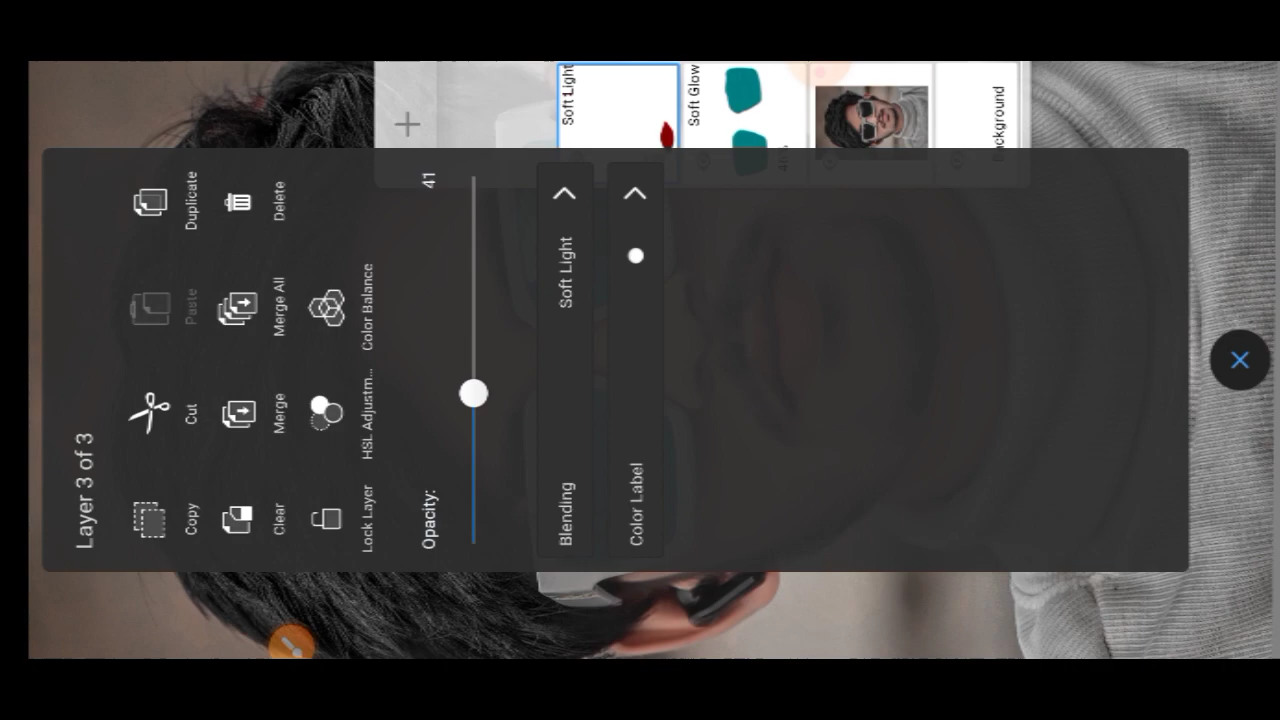 Layer 3 of 3
Copy
Cut
Paste
Duplicate
Clear
Merge
Merge All
Delete
Lock Layer
HSL Adjustm...
Color Balance
Opacity:
41
Blending
Soft Light
Color Label
Soft Light
Soft Glow
Background